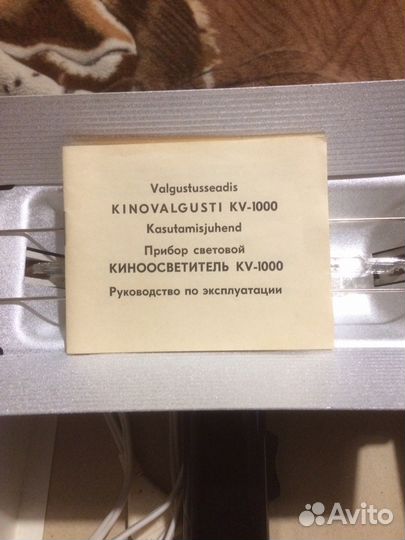 Valgustusseadis
KINOVALGUSTI KV-1000
Kasutamisjuhend
Прибор световой
КИНООСВЕТИТЕЛЬ KV-1000
Руководство по эксплуатации
Avito